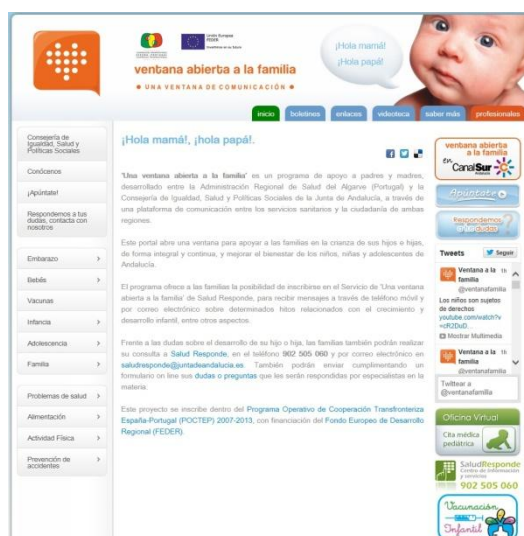 Unión Europea
FEDER
ventana abierta a la familia
● UNA VENTANA DE COMUNICACIÓN ●
¡Hola mamá!
¡Hola papá!
inicio
boletines
enlaces
videoteca
saber más
profesionales
Consejería de
Igualdad, Salud y
Políticas Sociales
Conócenos
¡Apúntate!
Respondemos a tus
dudas, contacta con
nosotros
Embarazo
Bebés
Vacunas
Infancia
Adolescencia
Familia
Problemas de salud
Alimentación
Actividad Física
Prevención de
accidentes
¡Hola mamá!, ¡hola papá!.
'Una ventana abierta a la familia' es un programa de apoyo a padres y madres,
desarrollado entre la Administración Regional de Salud del Algarve (Portugal) y la
Consejería de Igualdad, Salud y Políticas Sociales de la Junta de Andalucía, a través de
una plataforma de comunicación entre los servicios sanitarios y la ciudadanía de ambas
regiones.
Este portal abre una ventana para apoyar a las familias en la crianza de sus hijos e hijas,
de forma integral y continua, y mejorar el bienestar de los niños, niñas y adolescentes de
Andalucía.
El programa ofrece a las familias la posibilidad de inscribirse en el Servicio de 'Una ventana
abierta a la familia' de Salud Responde, para recibir mensajes a través de teléfono móvil y
por correo electrónico sobre determinados hitos relacionados con el crecimiento y
desarrollo infantil, entre otros aspectos.
Frente a las dudas sobre el desarrollo de su hijo o hija, las familias también podrán realizar
su consulta a Salud Responde, en el teléfono 902 505 060 y por correo electrónico en
saludresponde@juntadeandalucia.es. También podrán enviar cumplimentando un
formulario on line sus dudas o preguntas que les serán respondidas por especialistas en la
materia.
Este proyecto se inscribe dentro del Programa Operativo de Cooperación Transfronteriza
España-Portugal (POCTEP) 2007-2013, con financiación del Fondo Europeo de Desarrollo
Regional (FEDER).
ventana abierta
a la familia
en
CanalSur
Andalucía
Apúntate
Respondemos
a tus dudas
Tweets
Seguir
Ventana a la 1h
familia
@ventanafamilia
Los niños son sujetos
de derechos
youtube.com/watch?v
=cR2DuD...
Mostrar Multimedia
Ventana a la 1h
familia
@ventanafamilia
Twittear a
@ventanafamilia
Oficina Virtual
Cita médica
pediátrica
SaludResponde
Centro de Información
y servicios
902 505 060
Vacunación
Infantil